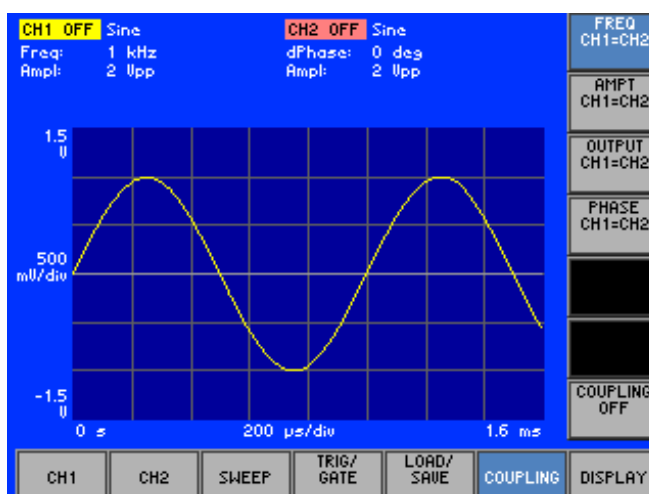 CH1 OFF Sine
Freq: 1 kHz
Ampl: 2 Vpp
CH2 OFF Sine
dPhase: 0 deg
Ampl: 2 Vpp
1.5
V
500
mV/div
-1.5
V
0 s
200 µs/div
1.6 ms
FREQ
CH1=CH2
AMPT
CH1=CH2
OUTPUT
CH1=CH2
PHASE
CH1=CH2
COUPLING
OFF
CH1
CH2
SWEEP
TRIG/
GATE
LOAD/
SAVE
COUPLING
DISPLAY